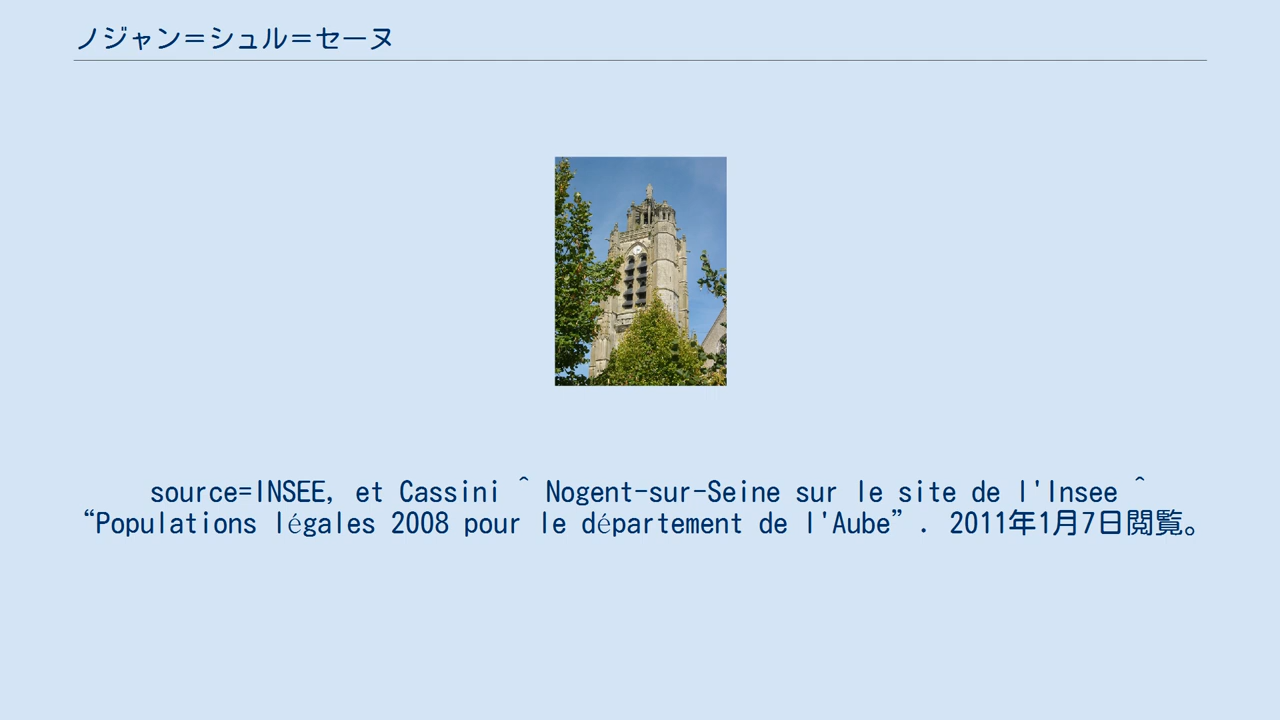 ノジャン＝シュル＝セーヌ
source=INSEE, et Cassini ^ Nogent-sur-Seine sur le site de l'Insee ^
“Populations légales 2008 pour le département de l'Aube”. 2011年1月7日閲覧。